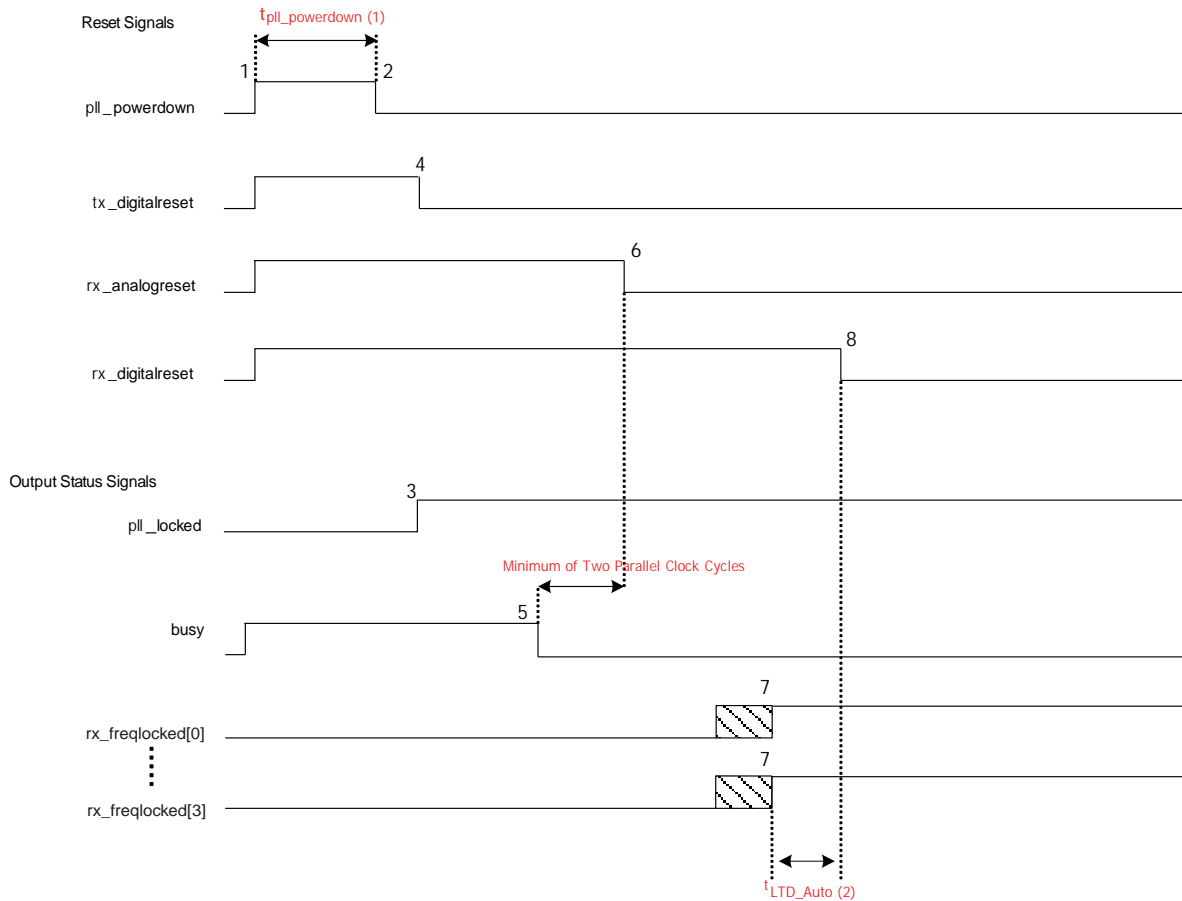 Reset Signals
tpll_powerdown (1)
1
2
pll_powerdown
4
tx_digitalreset
6
rx_analogreset
8
rx_digitalreset
Output Status Signals
3
pll_locked
Minimum of Two Parallel Clock Cycles
5
busy
7
rx_freqlocked[0]
7
rx_freqlocked[3]
tLTD_Auto (2)